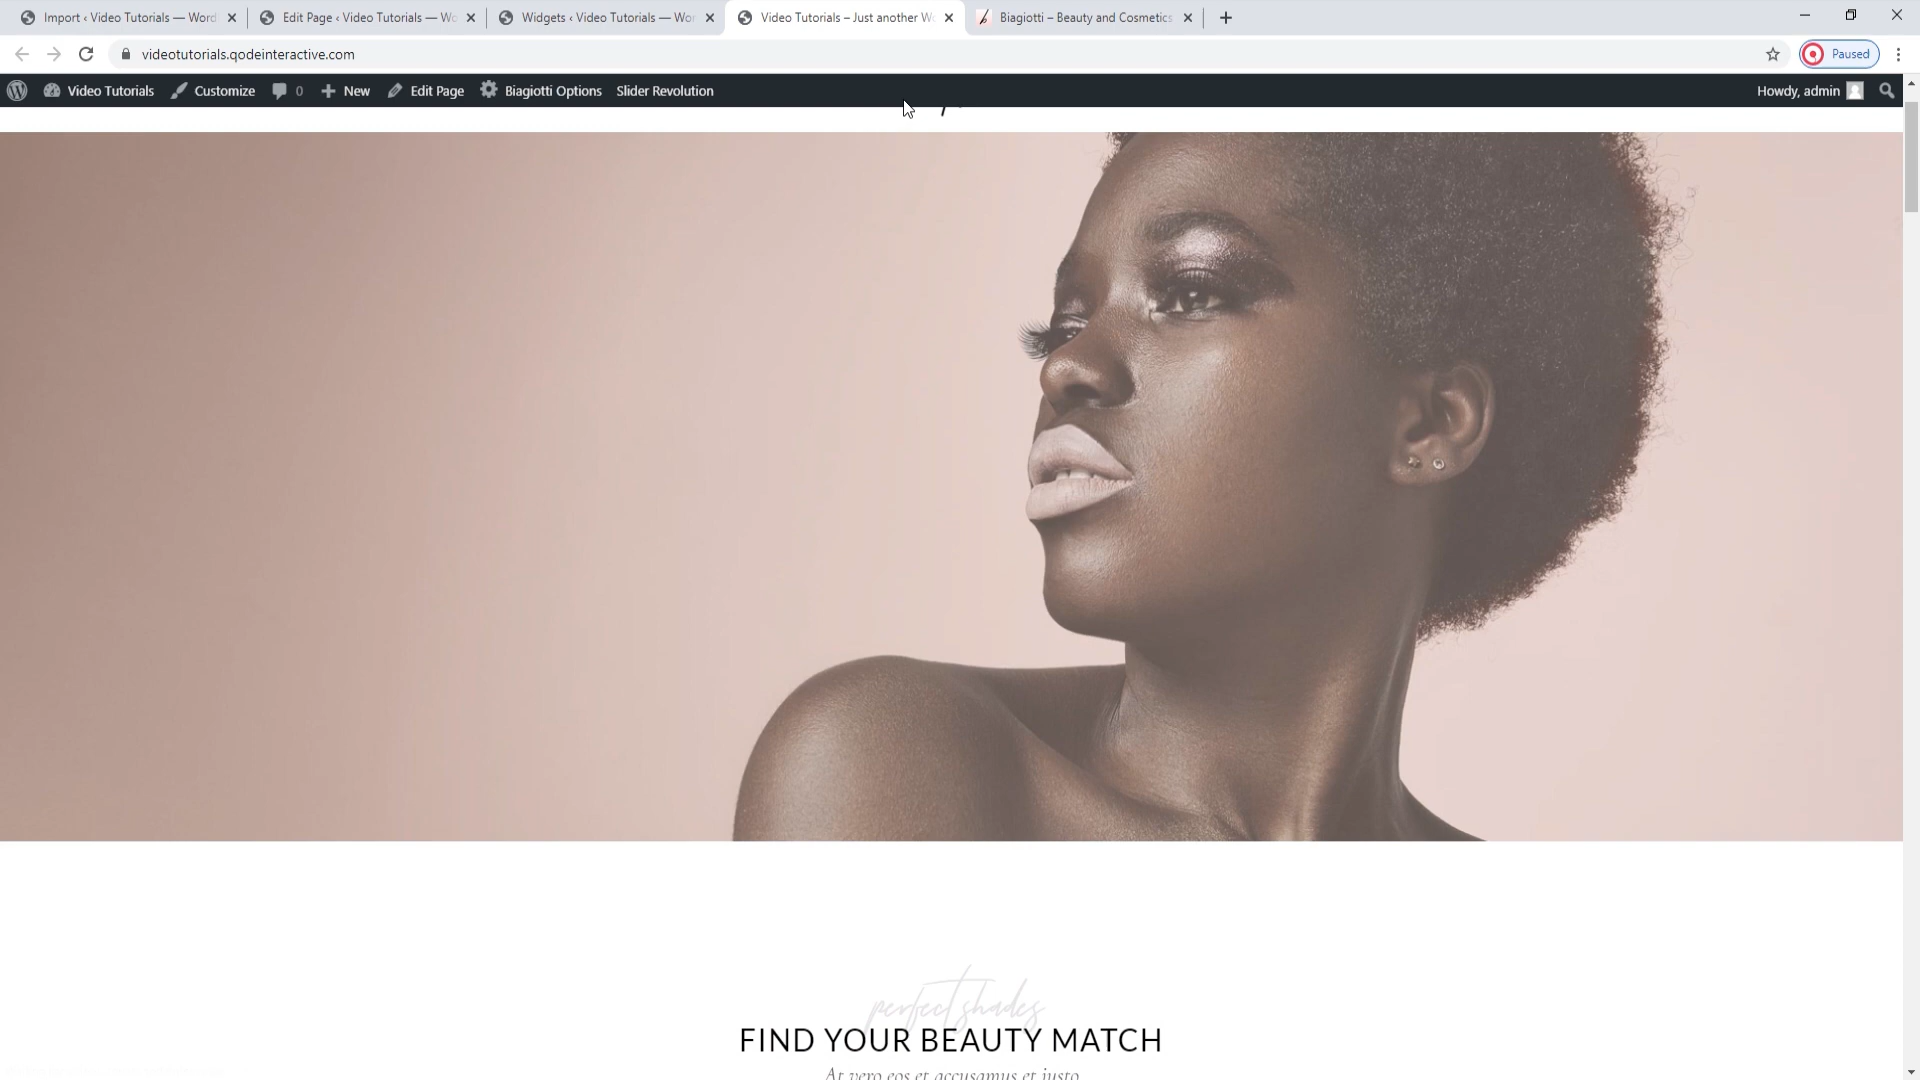 Import ‹ Video Tutorials — Word
Edit Page ‹ Video Tutorials — Wo
Widgets ‹ Video Tutorials — Wor
Video Tutorials – Just another W
Biagiotti – Beauty and Cosmetics
videotutorials.qodeinteractive.com
Paused
Video Tutorials
Customize
0
New
Edit Page
Biagiotti Options
Slider Revolution
Howdy, admin
perfect shades
FIND YOUR BEAUTY MATCH
At vero eos et accusamus et iusto